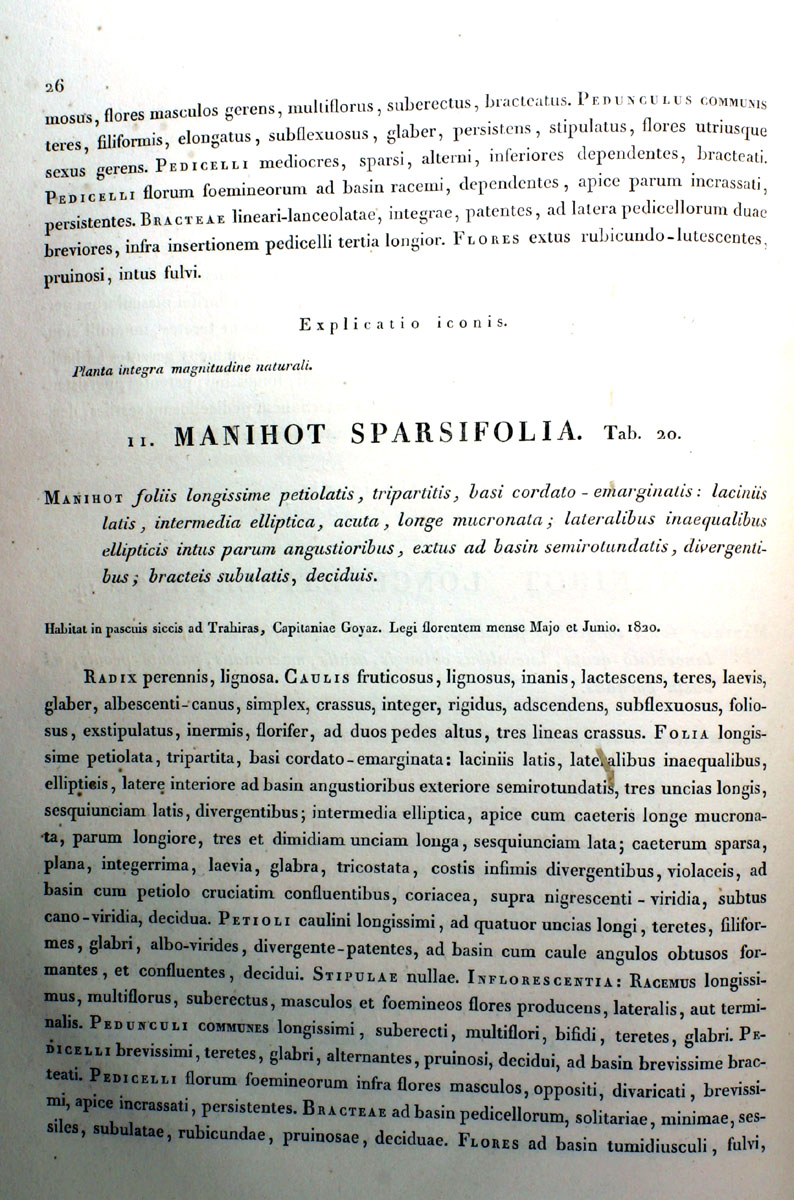 26
mosus, flores masculos gerens, multiflorus, suberectus, bracteatus. PEDUNCULUS COMMUNIS
teres, filiformis, elongatus, subflexuosus, glaber, persistens, stipulatus, flores utriusque
sexus gerens. PEDICELLI mediocres, sparsi, alterni, inferiores dependentes, bracteati.
PEDICELLI florum foemineorum ad basin racemi, dependentes, apice parum incrassati,
persistentes. BRACTEAE lineari-lanceolatae, integrae, patentes, ad latera pedicellorum duae
breviores, infra insertionem pedicelli tertia longior. FLORES extus rubicundo-lutescentes,
pruinosi, intus fulvi.
Explicatio iconis.
Planta integra magnitudine naturali.
11. MANIHOT SPARSIFOLIA. Tab. 20.
MANIHOT foliis longissime petiolatis, tripartitis, basi cordato-emarginatis: laciniis
latis, intermedia elliptica, acuta, longe mucronata; lateralibus inaequalibus
ellipticis intus parum angustioribus, extus ad basin semirotundatis, divergenti-
bus; bracteis subulatis, deciduis.
Habitat in pascuis siccis ad Trahiras, Capitaniae Goyaz. Legi florentem mense Majo et Junio. 1820.
RADIX perennis, lignosa. CAULIS fruticosus, lignosus, inanis, lactescens, teres, laevis,
glaber, albescenti-canus, simplex, crassus, integer, rigidus, adscendens, subflexuosus, folio-
sus, exstipulatus, inermis, florifer, ad duos pedes altus, tres lineas crassus. FOLIA longis-
sime petiolata, tripartita, basi cordato-emarginata: laciniis latis, lateralibus inaequalibus,
ellipticis, latere interiore ad basin angustioribus exteriore semirotundatis, tres uncias longis,
sesquiunciam latis, divergentibus; intermedia elliptica, apice cum caeteris longe mucrona-
ta, parum longiore, tres et dimidiam unciam longa, sesquiunciam lata; caeterum sparsa,
plana, integerrima, laevia, glabra, tricostata, costis infimis divergentibus, violaceis, ad
basin cum petiolo cruciatim confluentibus, coriacea, supra nigrescenti-viridia, subtus
cano-viridia, decidua. PETIOLI caulini longissimi, ad quatuor uncias longi, teretes, filifor-
mes, glabri, albo-virides, divergente-patentes, ad basin cum caule angulos obtusos for-
mantes, et confluentes, decidui. STIPULAE nullae. INFLORESCENTIA: RACEMUS longissi-
mus, multiflorus, suberectus, masculos et foemineos flores producens, lateralis, aut termi-
nalis. PEDUNCULI COMMUNES longissimi, suberecti, multiflori, bifidi, teretes, glabri. PE-
DICELLI brevissimi, teretes, glabri, alternantes, pruinosi, decidui, ad basin brevissime brac-
teati. PEDICELLI florum foemineorum infra flores masculos, oppositi, divaricati, brevissi-
mi, apice incrassati, persistentes. BRACTEAE ad basin pedicellorum, solitariae, minimae, ses-
siles, subulatae, rubicundae, pruinosae, deciduae. FLORES ad basin tumidiusculi, fulvi,